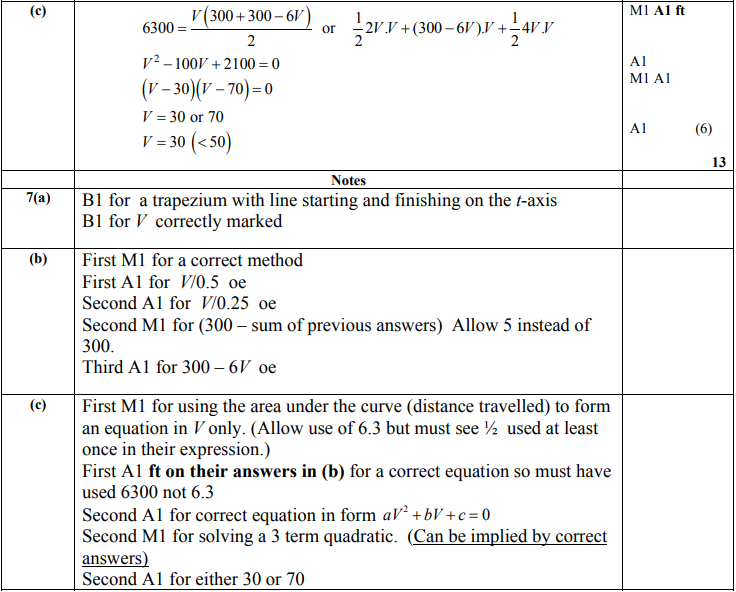 (c) 6300 = V(300 + 300 – 6V) / 2 or 1/2 2V.V + (300 – 6V).V + 1/2 4V.V M1 A1 ft
V² – 100V + 2100 = 0 A1
(V – 30)(V – 70) = 0 M1 A1
V = 30 or 70
V = 30 (< 50) A1 (6)
13
Notes
7(a) B1 for a trapezium with line starting and finishing on the t-axis
B1 for V correctly marked
(b) First M1 for a correct method
First A1 for V/0.5 oe
Second A1 for V/0.25 oe
Second M1 for (300 – sum of previous answers) Allow 5 instead of
300.
Third A1 for 300 – 6V oe
(c) First M1 for using the area under the curve (distance travelled) to form
an equation in V only. (Allow use of 6.3 but must see ½ used at least
once in their expression.)
First A1 ft on their answers in (b) for a correct equation so must have
used 6300 not 6.3
Second A1 for correct equation in form aV² + bV + c = 0
Second M1 for solving a 3 term quadratic. (Can be implied by correct
answers)
Second A1 for either 30 or 70